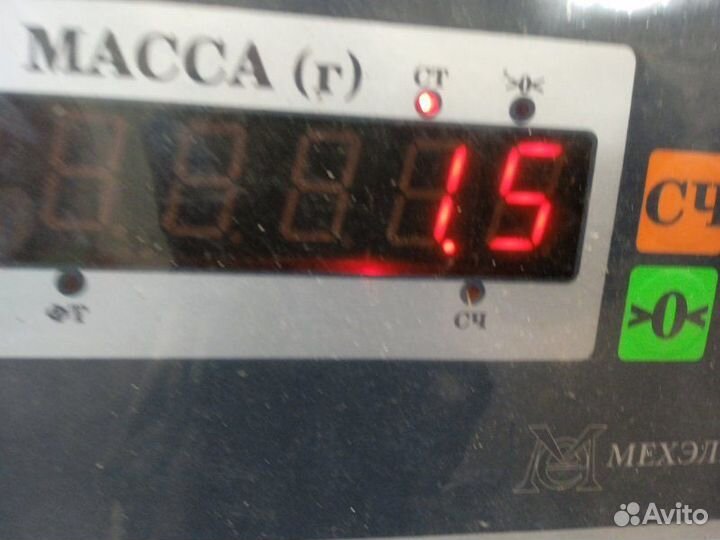 МАССА (г)
СТ >0<
1.5
ФТ СЧ
СЧ
>0<
МЕХЭЛ
Avito